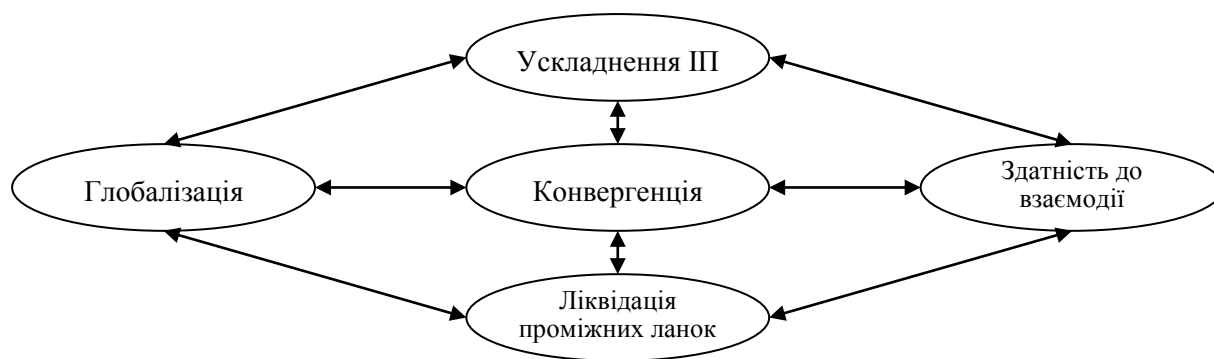 Ускладнення ІП
Глобалізація
Конвергенція
Здатність до
взаємодії
Ліквідація
проміжних ланок